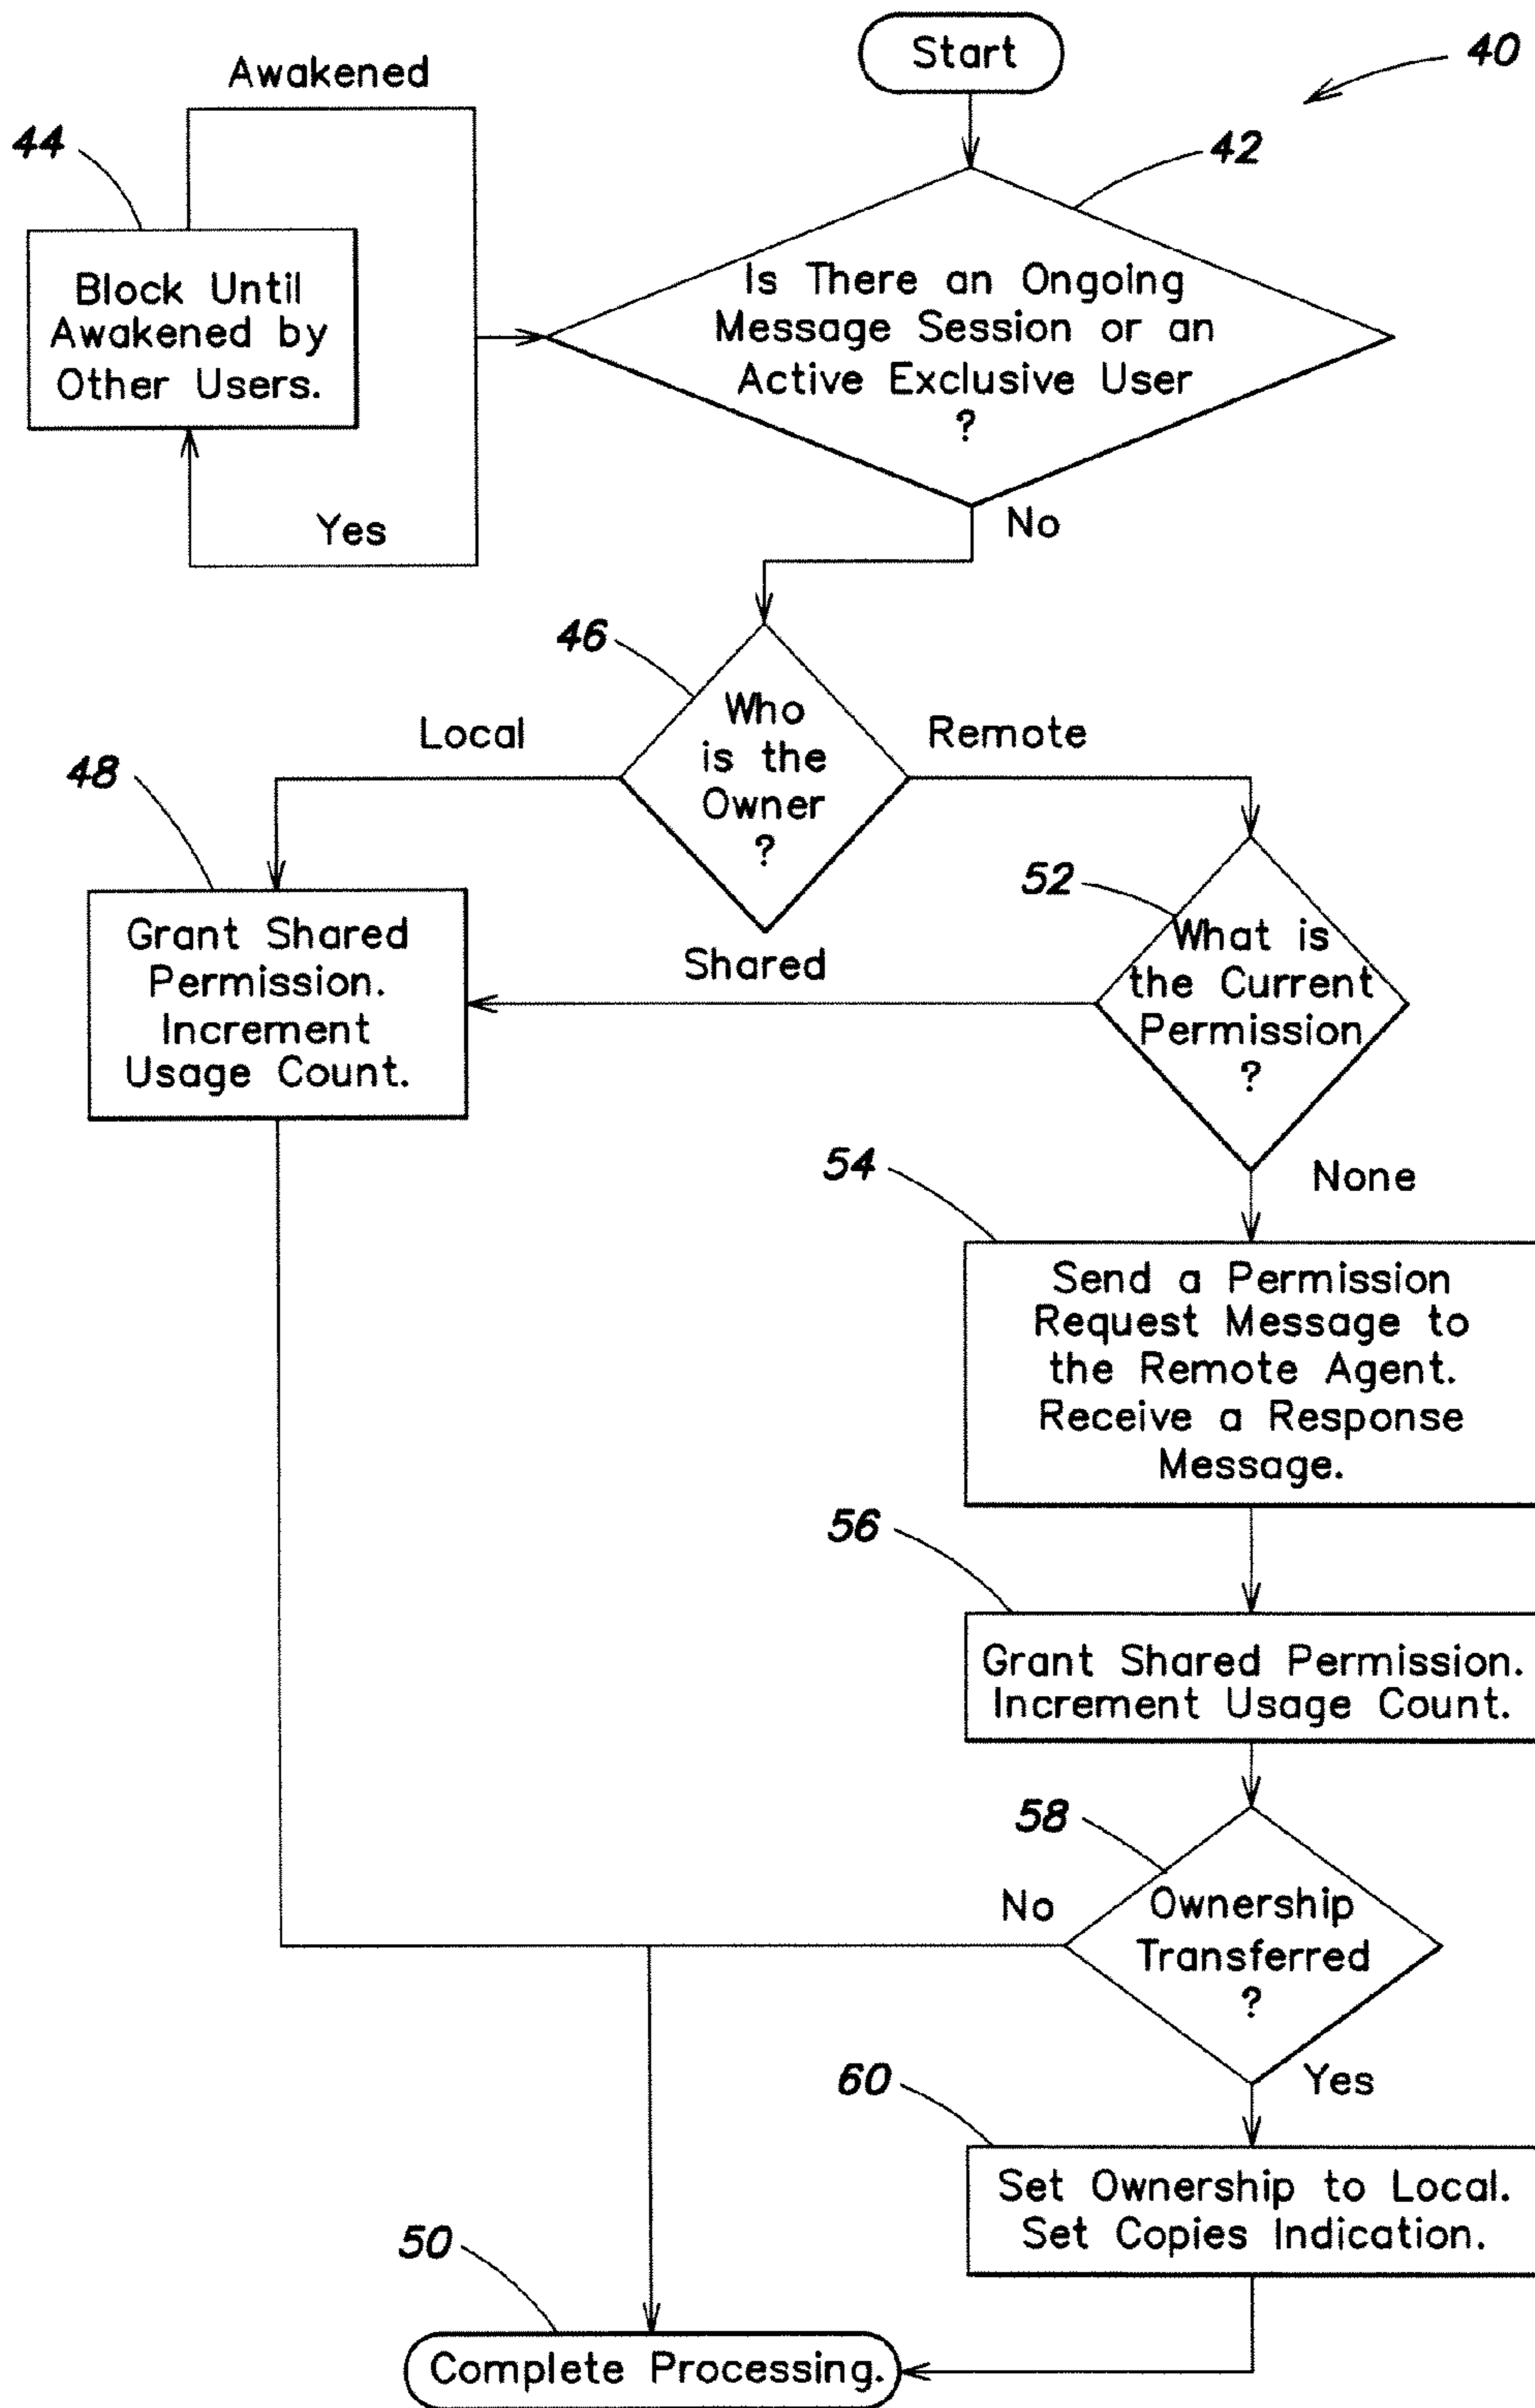 Start
40
Awakened
44
42
Block Until
Awakened by
Other Users.
Is There an Ongoing
Message Session or an
Active Exclusive User
?
Yes
No
46
Who
is the
Owner
?
Local
Remote
48
52
Grant Shared
Permission.
Increment
Usage Count.
Shared
What is
the Current
Permission
?
None
54
Send a Permission
Request Message to
the Remote Agent.
Receive a Response
Message.
56
Grant Shared Permission.
Increment Usage Count.
58
No
Ownership
Transferred
?
Yes
60
Set Ownership to Local.
Set Copies Indication.
50
Complete Processing.